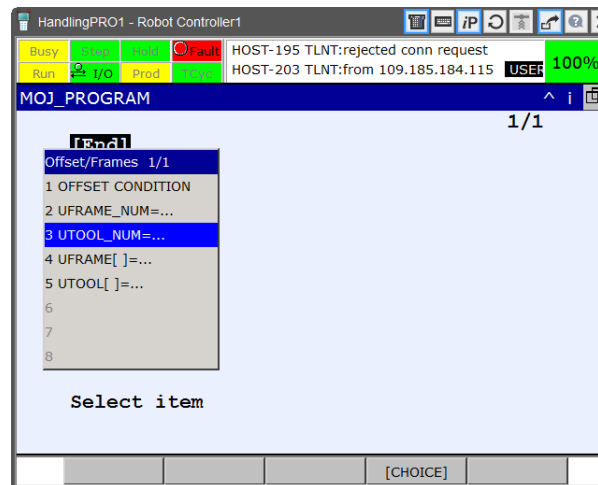 HandlingPRO1 - Robot Controller1
iP
Busy Step Hold Fault HOST-195 TLNT:rejected conn request
Run I/O Prod TCyc HOST-203 TLNT:from 109.185.184.115 USER 100%
MOJ_PROGRAM
1/1
[End]
Offset/Frames 1/1
1 OFFSET CONDITION
2 UFRAME_NUM=...
3 UTOOL_NUM=...
4 UFRAME[ ]=...
5 UTOOL[ ]=...
6
7
8
Select item
[CHOICE]